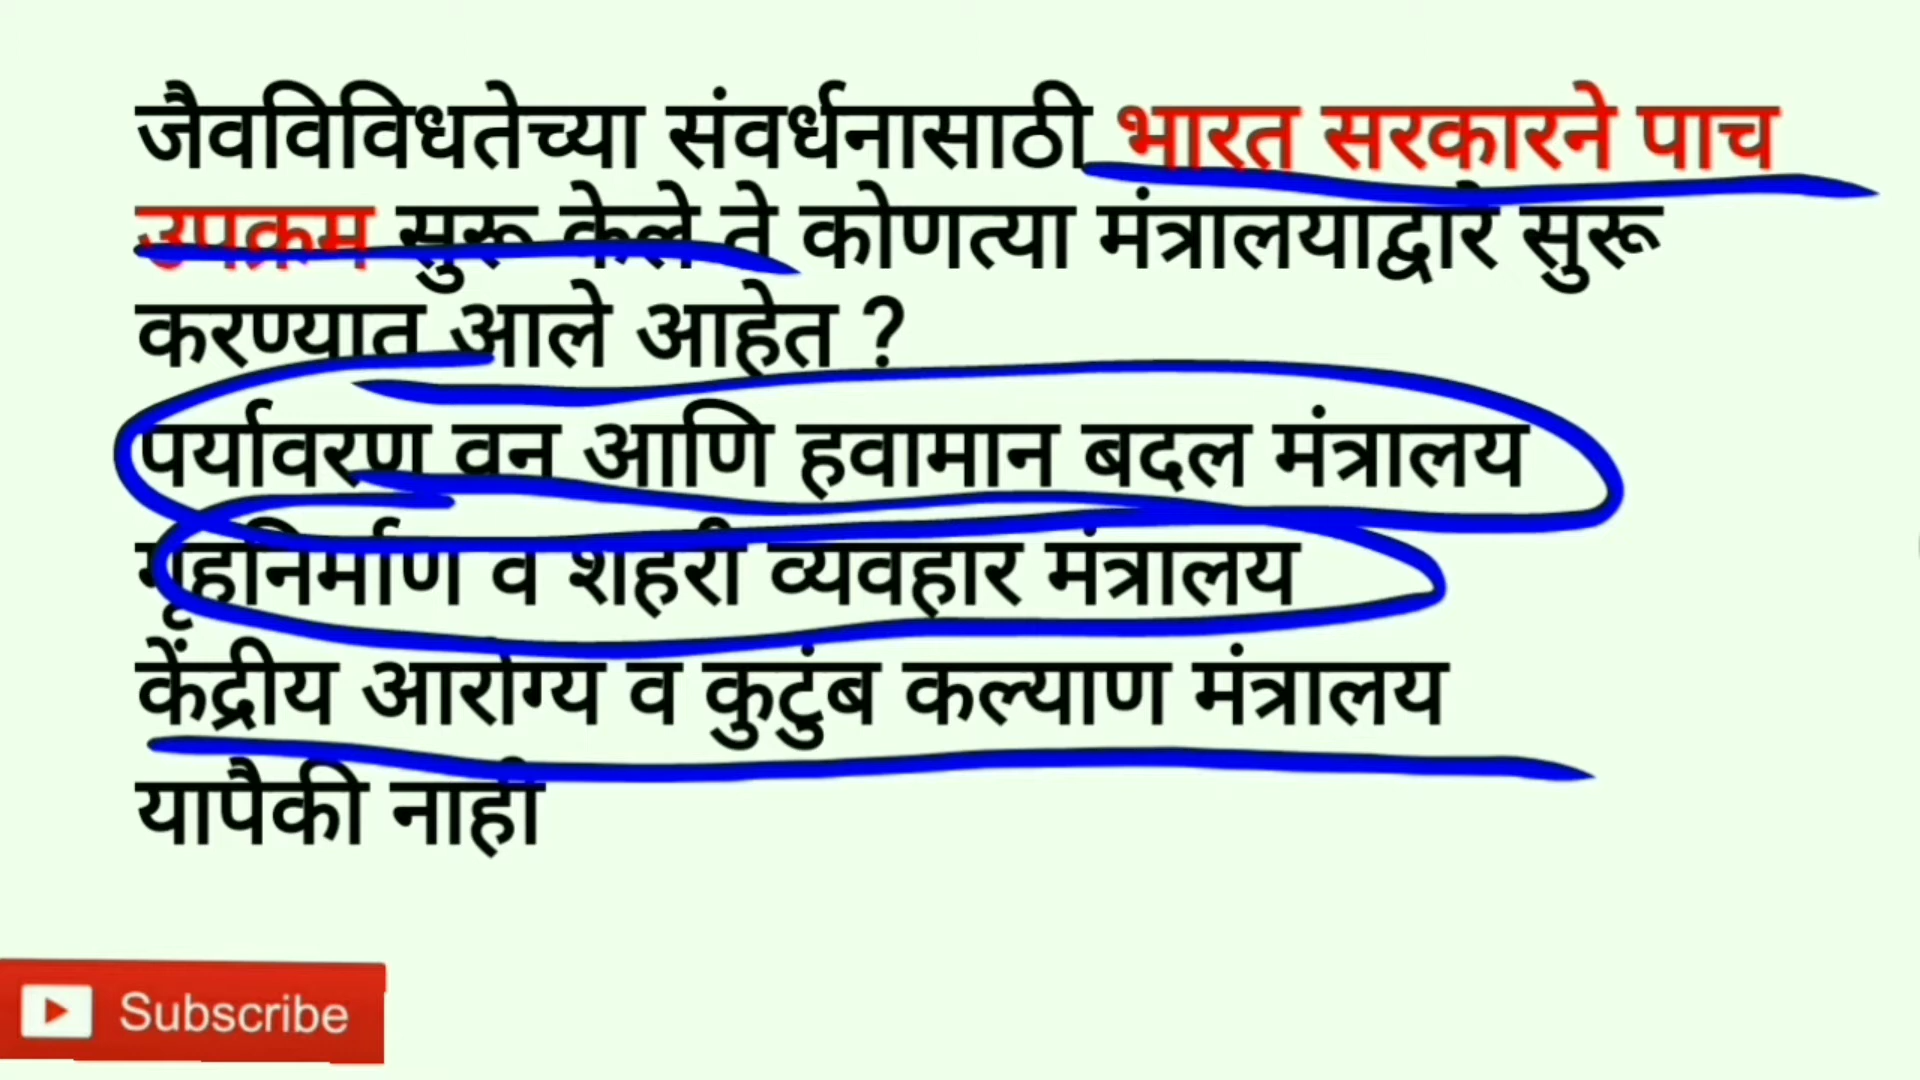 जैवविविधतेच्या संवर्धनासाठी भारत सरकारने पाच
उपक्रम सुरू केले ते कोणत्या मंत्रालयाद्वारे सुरू
करण्यात आले आहेत ?
पर्यावरण वन आणि हवामान बदल मंत्रालय
गृहनिर्माण व शहरी व्यवहार मंत्रालय
केंद्रीय आरोग्य व कुटुंब कल्याण मंत्रालय
यापैकी नाही
Subscribe